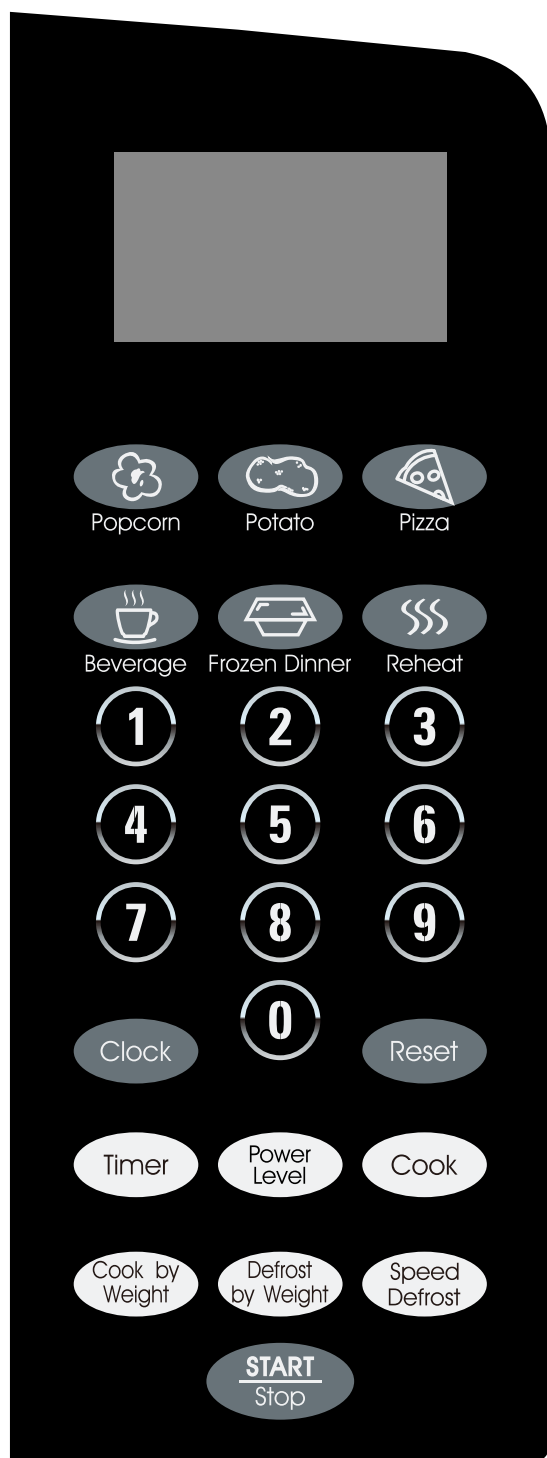 Popcorn Potato Pizza
Beverage Frozen Dinner Reheat
1 2 3
4 5 6
7 8 9
0
Clock Reset
Timer Power Level Cook
Cook by Weight Defrost by Weight Speed Defrost
START
Stop